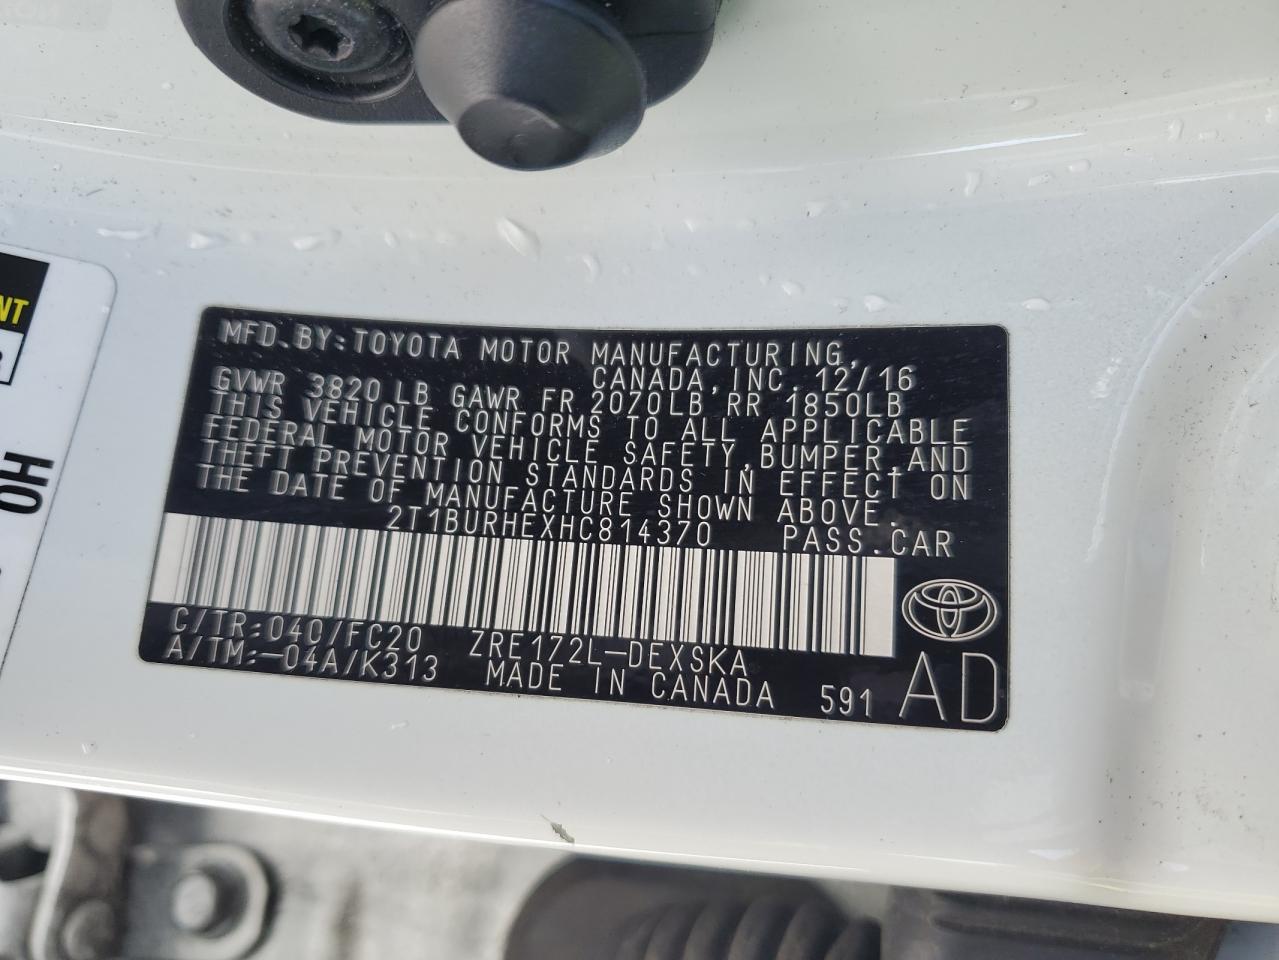 MFD.BY:TOYOTA MOTOR MANUFACTURING,
CANADA,INC. 12/16
GVWR 3820 LB GAWR FR 2070LB RR 1850LB
THIS VEHICLE CONFORMS TO ALL APPLICABLE
FEDERAL MOTOR VEHICLE SAFETY,BUMPER,AND
THEFT PREVENTION STANDARDS IN EFFECT ON
THE DATE OF MANUFACTURE SHOWN ABOVE.
2T1BURHEXHC814370 PASS.CAR
C/TR:040/FC20 ZRE172L-DEXSKA
A/TM:-04A/K313 MADE IN CANADA 591 AD
NT
HO